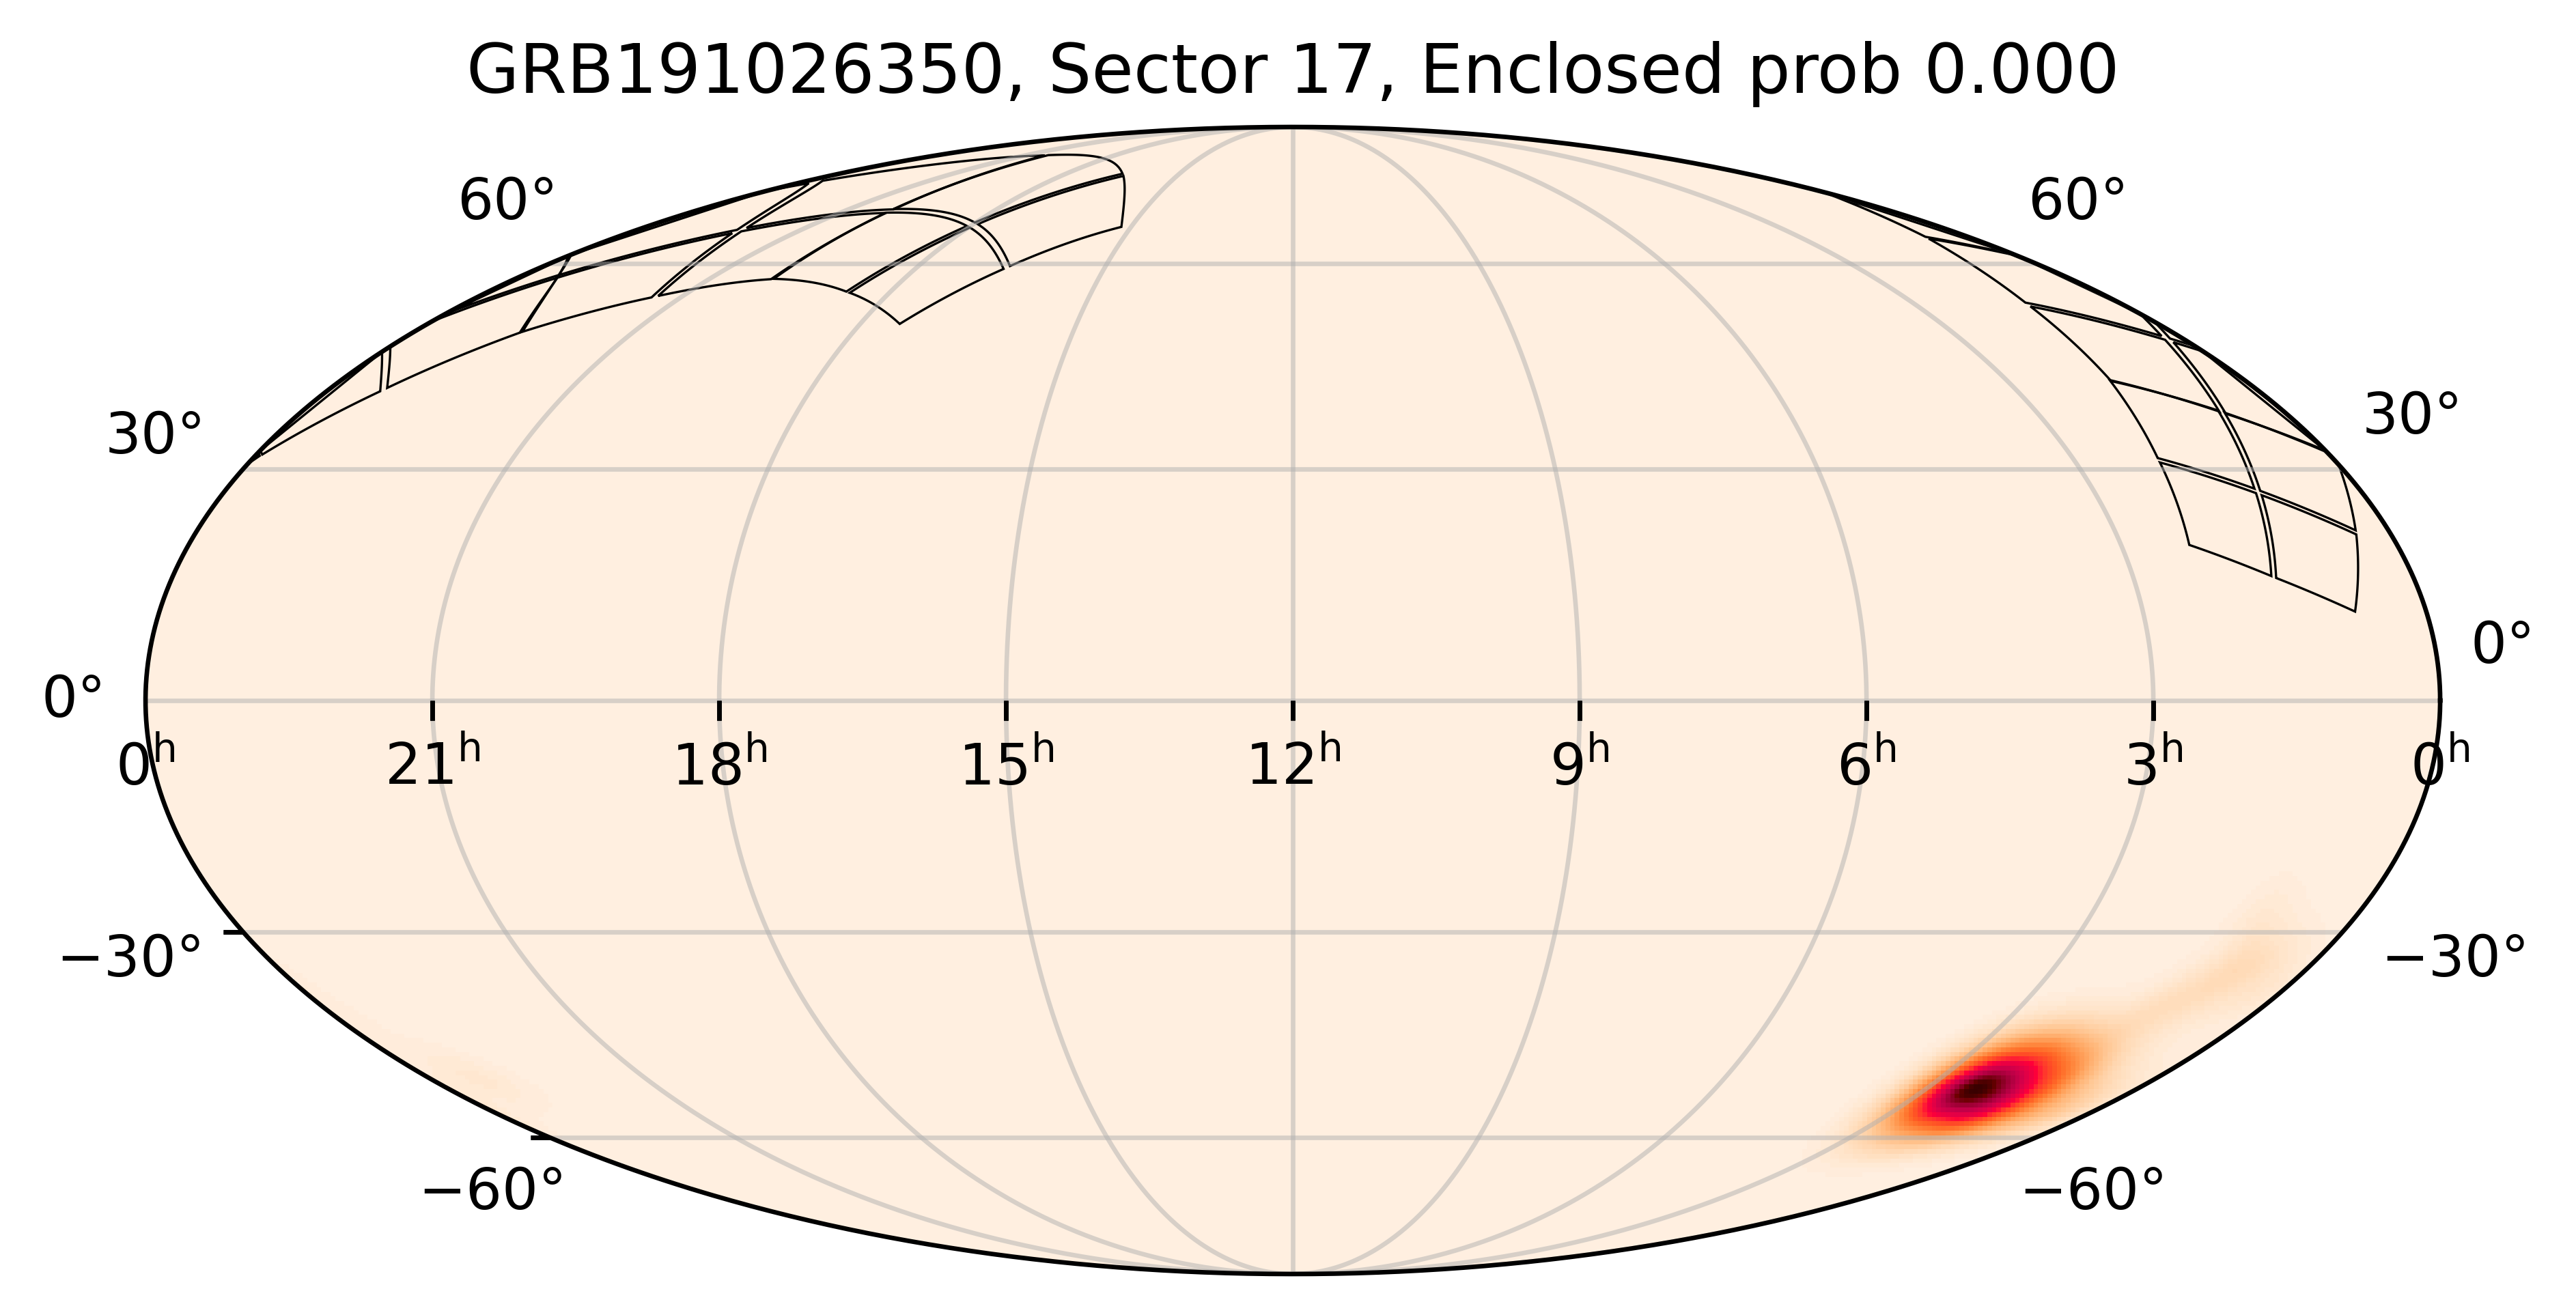 GRB191026350, Sector 17, Enclosed prob 0.000
60° 60°
30° 30°
0° 0°
0ʰ 21ʰ 18ʰ 15ʰ 12ʰ 9ʰ 6ʰ 3ʰ 0ʰ
−30° −30°
−60° −60°